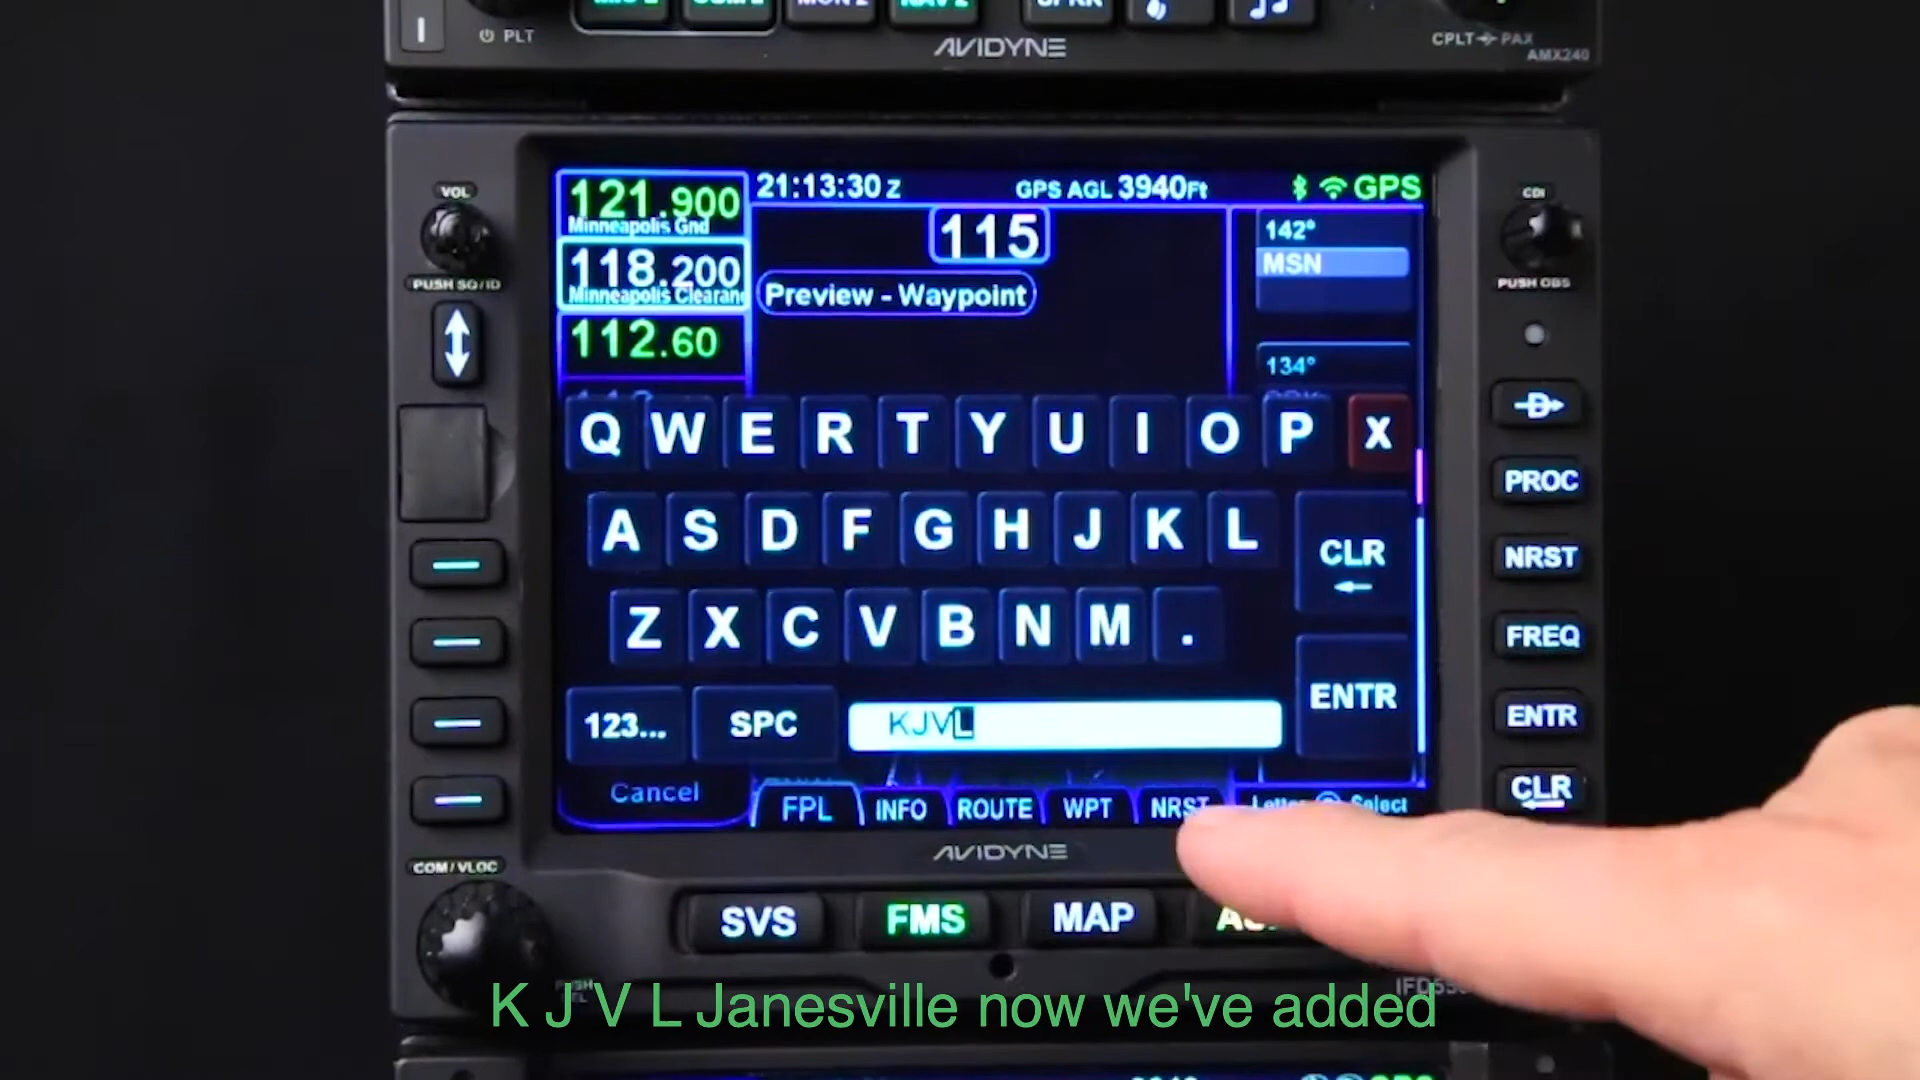 PLT
AVIDYNE
CPLT PAX
AMX240
VOL
PUSH SQ/ID
121.900
Minneapolis Gnd
118.200
Minneapolis Clearan
112.60
21:13:30 Z
GPS AGL 3940Ft
GPS
115
Preview - Waypoint
142°
MSN
134°
CDI
PUSH OBS
Q W E R T Y U I O P X
A S D F G H J K L
CLR
Z X C V B N M .
123... SPC KJVL ENTR
Cancel
FPL INFO ROUTE WPT NRST
Select
D
PROC
NRST
FREQ
ENTR
CLR
AVIDYNE
COM/VLOC
SVS FMS MAP
K J V L Janesville now we've added